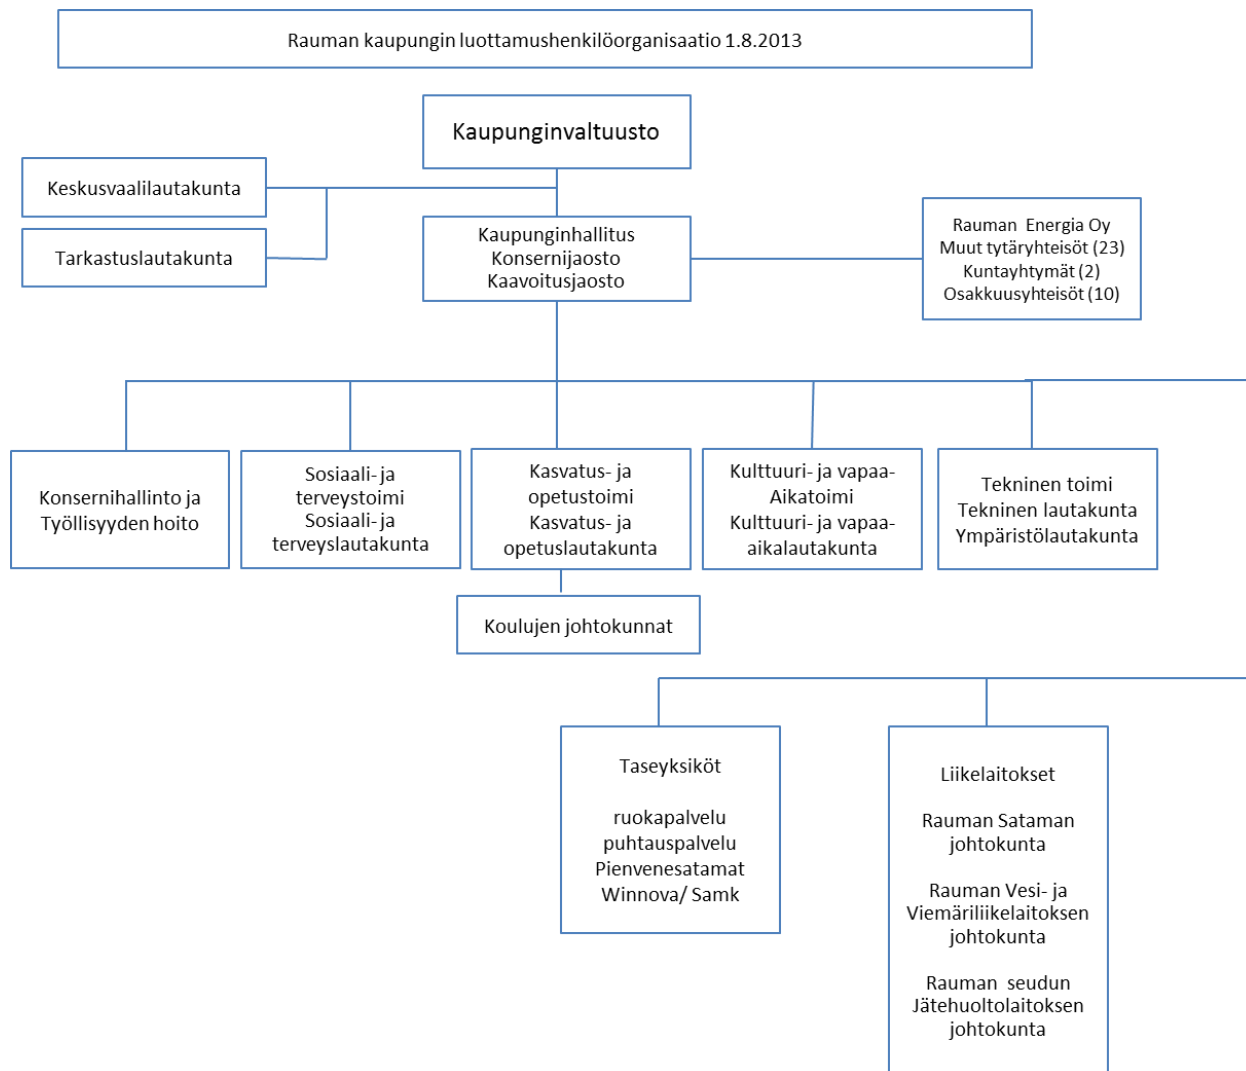 Rauman kaupungin luottamushenkilöorganisaatio 1.8.2013
Kaupunginvaltuusto
Keskusvaalilautakunta
Tarkastuslautakunta
Kaupunginhallitus
Konsernijaosto
Kaavoitusjaosto
Rauman Energia Oy
Muut tytäryhteisöt (23)
Kuntayhtymät (2)
Osakkuusyhteisöt (10)
Konsernihallinto ja
Työllisyyden hoito
Sosiaali- ja
terveystoimi
Sosiaali- ja
terveyslautakunta
Kasvatus- ja
opetustoimi
Kasvatus- ja
opetuslautakunta
Kulttuuri- ja vapaa-
Aikatoimi
Kulttuuri- ja vapaa-
aikalautakunta
Tekninen toimi
Tekninen lautakunta
Ympäristölautakunta
Koulujen johtokunnat
Taseyksiköt
ruokapalvelu
puhtauspalvelu
Pienvenesatamat
Winnova/ Samk
Liikelaitokset
Rauman Sataman
johtokunta
Rauman Vesi- ja
Viemäriliikelaitoksen
johtokunta
Rauman seudun
Jätehuoltolaitoksen
johtokunta